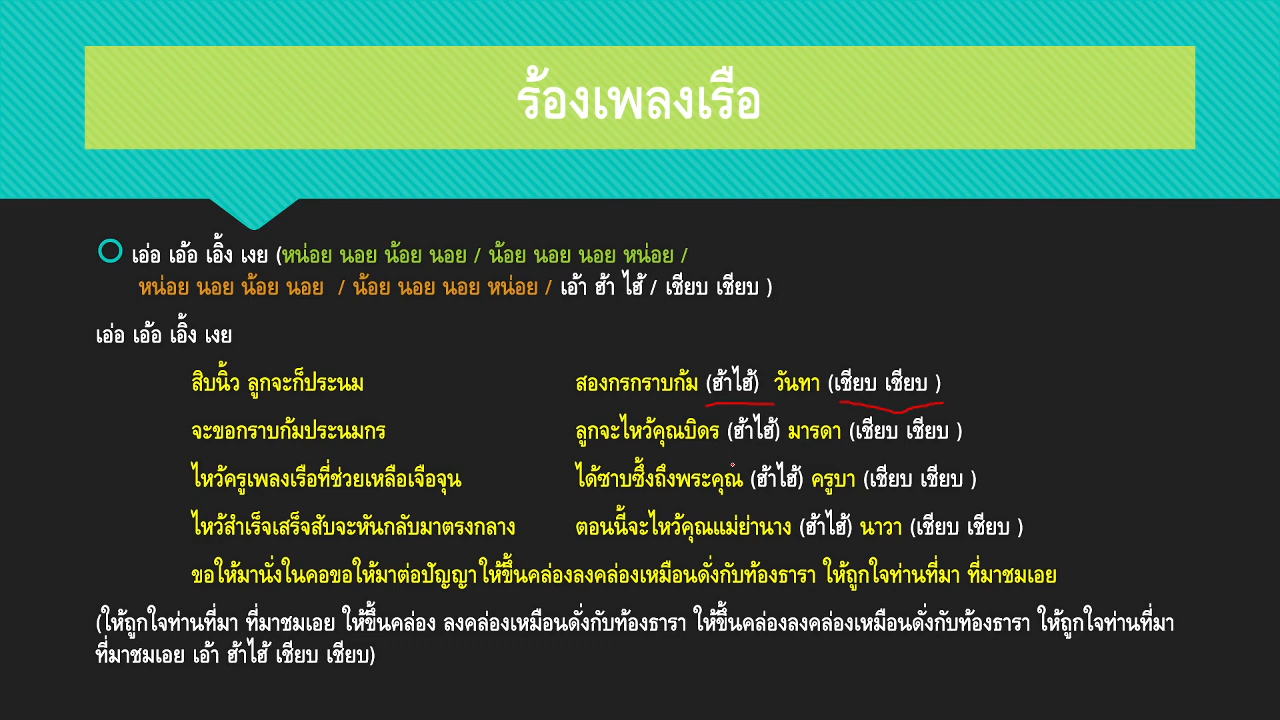 ร้องเพลงเรือ
เอ่อ เอ้อ เอิ้ง เงย (หน่อย นอย น้อย นอย / น้อย นอย นอย หน่อย /
หน่อย นอย น้อย นอย / น้อย นอย นอย หน่อย / เอ้า ฮ้า ไฮ้ / เชียบ เชียบ )
เอ่อ เอ้อ เอิ้ง เงย
สิบนิ้ว ลูกจะก็ประนม สองกรกราบก้ม (ฮ้าไฮ้) วันทา (เชียบ เชียบ )
จะขอกราบก้มประนมกร ลูกจะไหว้คุณบิดร (ฮ้าไฮ้) มารดา (เชียบ เชียบ )
ไหว้ครูเพลงเรือที่ช่วยเหลือเจือจุน ได้ซาบซึ้งถึงพระคุณ (ฮ้าไฮ้) ครูบา (เชียบ เชียบ )
ไหว้สำเร็จเสร็จสับจะหันกลับมาตรงกลาง ตอนนี้จะไหว้คุณแม่ย่านาง (ฮ้าไฮ้) นาวา (เชียบ เชียบ )
ขอให้มานั่งในคอขอให้มาต่อปัญญาให้ขึ้นคล่องลงคล่องเหมือนดั่งกับท้องธารา ให้ถูกใจท่านที่มา ที่มาชมเอย
(ให้ถูกใจท่านที่มา ที่มาชมเอย ให้ขึ้นคล่อง ลงคล่องเหมือนดั่งกับท้องธารา ให้ขึ้นคล่องลงคล่องเหมือนดั่งกับท้องธารา ให้ถูกใจท่านที่มา
ที่มาชมเอย เอ้า ฮ้าไฮ้ เชียบ เชียบ)